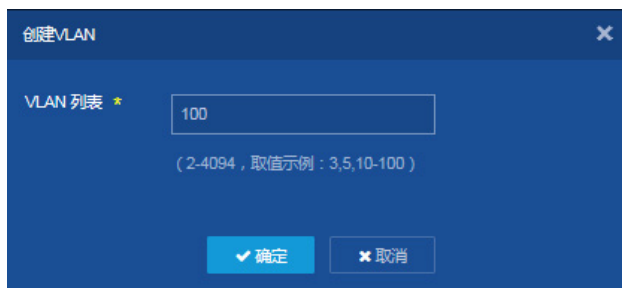 创建VLAN
VLAN 列表 *
100
(2-4094，取值示例：3,5,10-100)
确定
取消